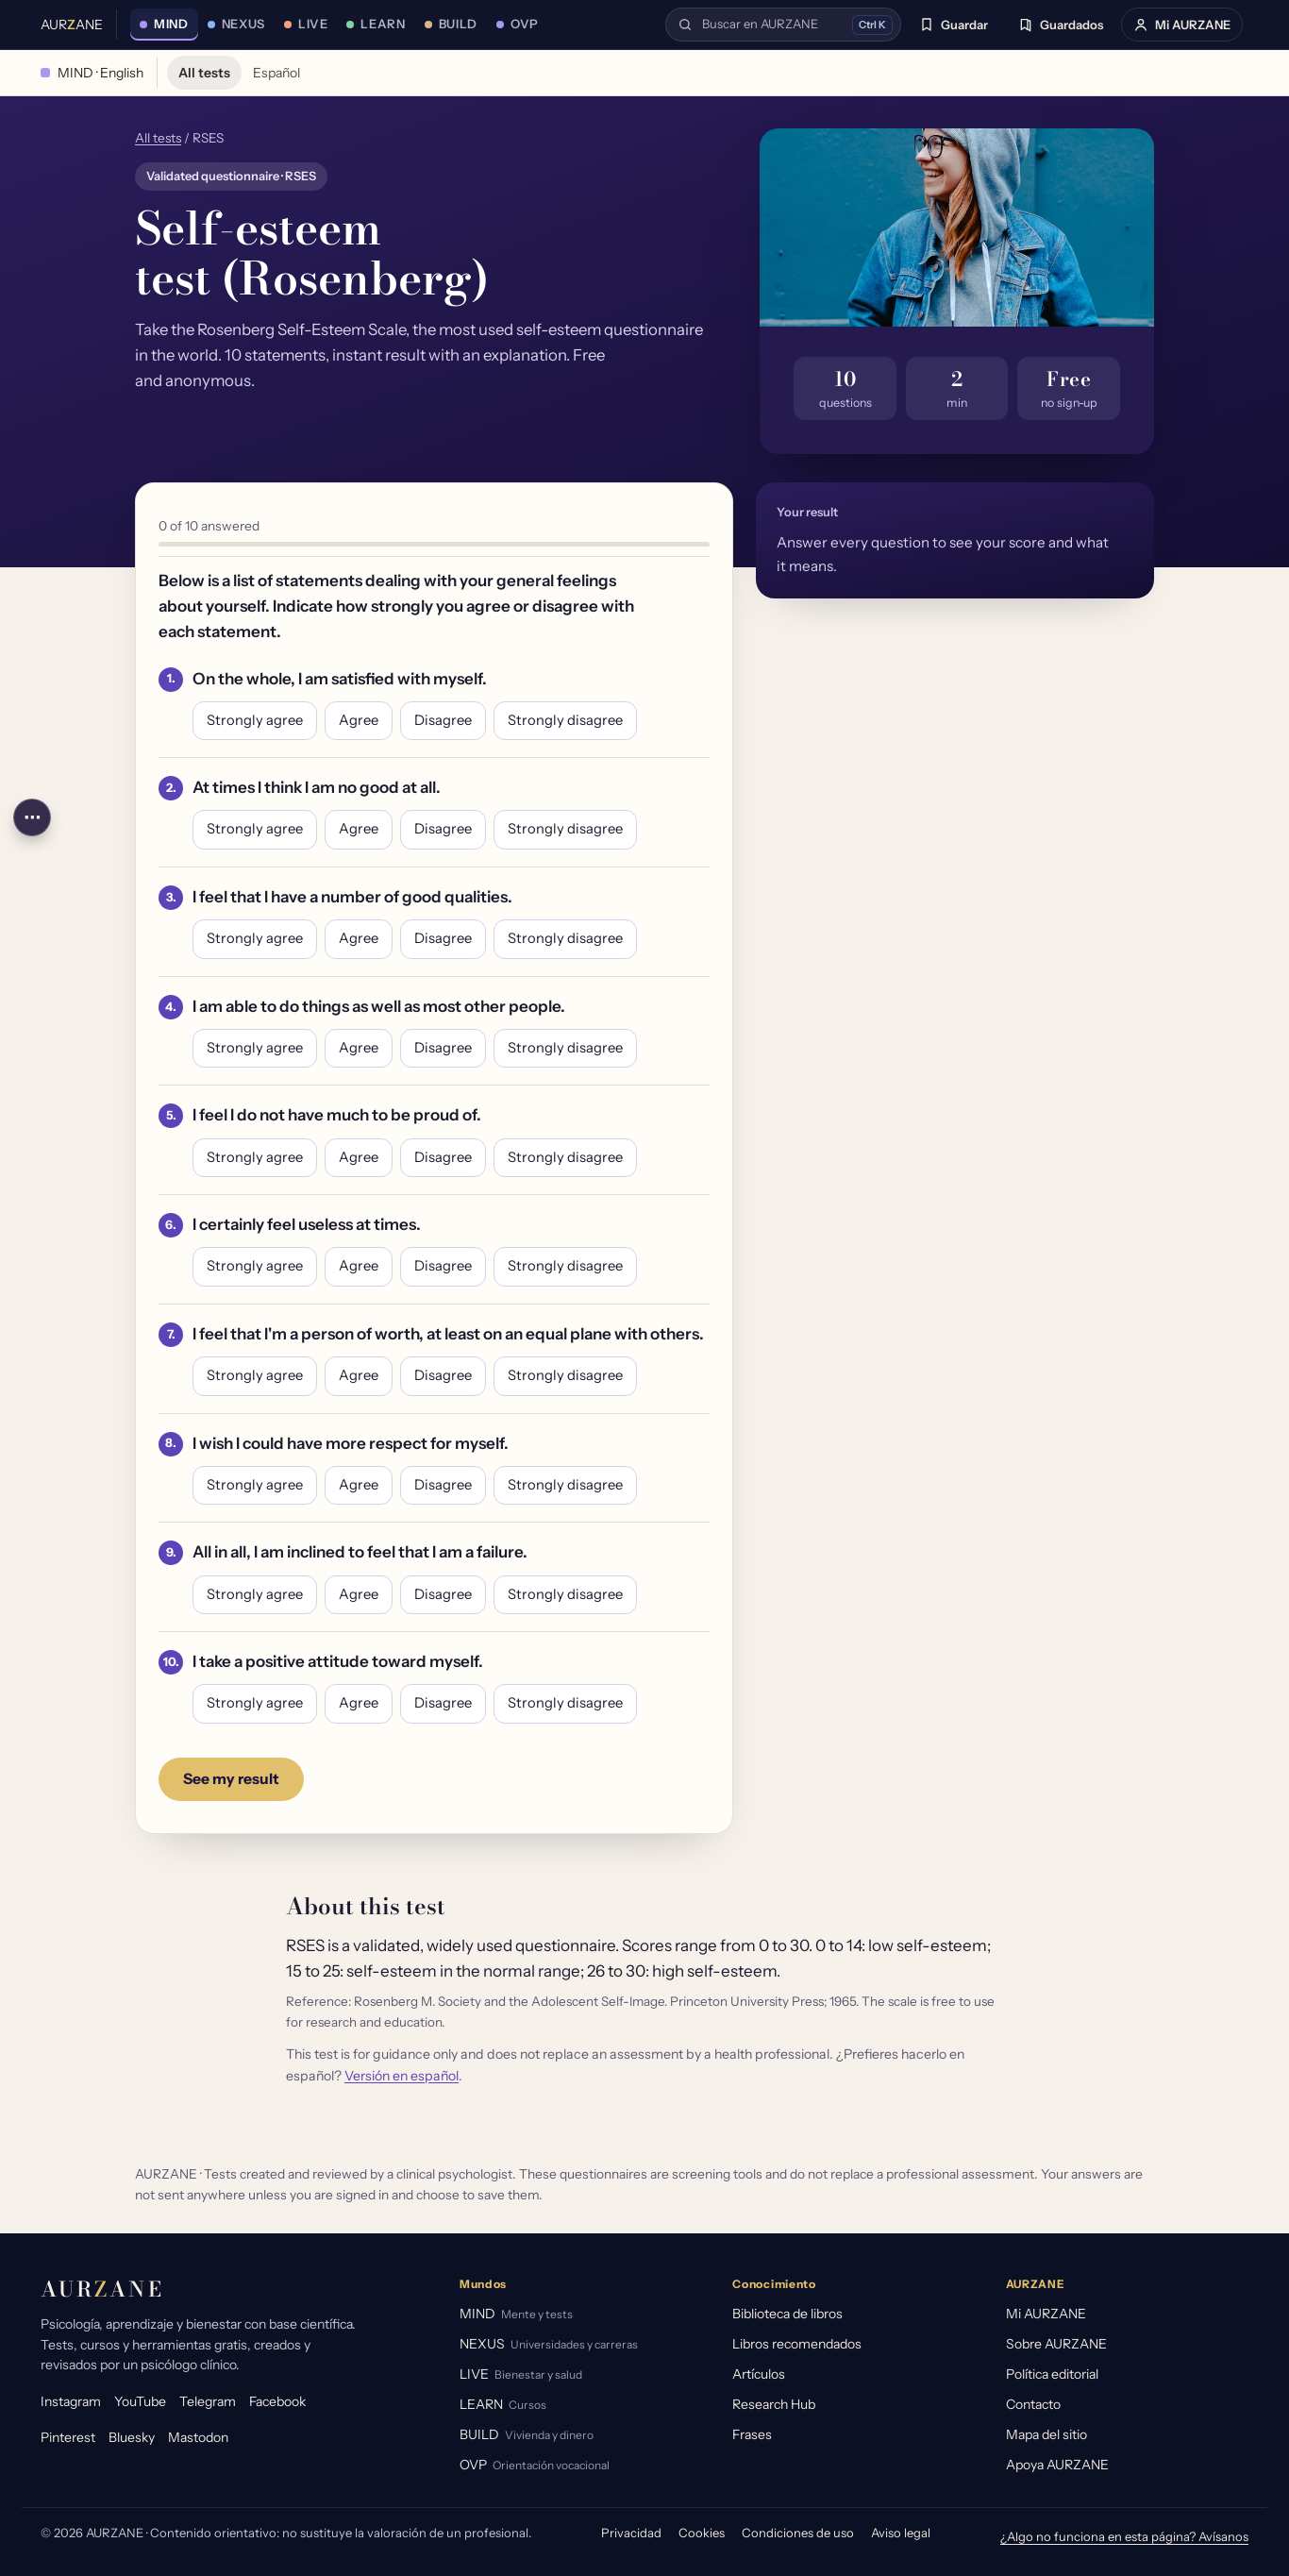 AURZANE MIND NEXUS LIVE LEARN BUILD OVP Buscar en AURZANE Ctrl K Guardar Guardados Mi AURZANE
MIND · English All tests Español
All tests / RSES
Validated questionnaire · RSES
Self-esteem
test (Rosenberg)
Take the Rosenberg Self-Esteem Scale, the most used self-esteem questionnaire
in the world. 10 statements, instant result with an explanation. Free
and anonymous.
10 2 Free
questions min no sign-up
0 of 10 answered
Below is a list of statements dealing with your general feelings
about yourself. Indicate how strongly you agree or disagree with
each statement.
1. On the whole, I am satisfied with myself.
Strongly agree Agree Disagree Strongly disagree
2. At times I think I am no good at all.
Strongly agree Agree Disagree Strongly disagree
3. I feel that I have a number of good qualities.
Strongly agree Agree Disagree Strongly disagree
4. I am able to do things as well as most other people.
Strongly agree Agree Disagree Strongly disagree
5. I feel I do not have much to be proud of.
Strongly agree Agree Disagree Strongly disagree
6. I certainly feel useless at times.
Strongly agree Agree Disagree Strongly disagree
7. I feel that I'm a person of worth, at least on an equal plane with others.
Strongly agree Agree Disagree Strongly disagree
8. I wish I could have more respect for myself.
Strongly agree Agree Disagree Strongly disagree
9. All in all, I am inclined to feel that I am a failure.
Strongly agree Agree Disagree Strongly disagree
10. I take a positive attitude toward myself.
Strongly agree Agree Disagree Strongly disagree
See my result
Your result
Answer every question to see your score and what
it means.
About this test
RSES is a validated, widely used questionnaire. Scores range from 0 to 30. 0 to 14: low self-esteem;
15 to 25: self-esteem in the normal range; 26 to 30: high self-esteem.
Reference: Rosenberg M. Society and the Adolescent Self-Image. Princeton University Press; 1965. The scale is free to use
for research and education.
This test is for guidance only and does not replace an assessment by a health professional. ¿Prefieres hacerlo en
español? Versión en español.
AURZANE · Tests created and reviewed by a clinical psychologist. These questionnaires are screening tools and do not replace a professional assessment. Your answers are
not sent anywhere unless you are signed in and choose to save them.
AURZANE
Psicología, aprendizaje y bienestar con base científica.
Tests, cursos y herramientas gratis, creados y
revisados por un psicólogo clínico.
Instagram YouTube Telegram Facebook
Pinterest Bluesky Mastodon
Mundos
MIND Mente y tests
NEXUS Universidades y carreras
LIVE Bienestar y salud
LEARN Cursos
BUILD Vivienda y dinero
OVP Orientación vocacional
Conocimiento
Biblioteca de libros
Libros recomendados
Artículos
Research Hub
Frases
AURZANE
Mi AURZANE
Sobre AURZANE
Política editorial
Contacto
Mapa del sitio
Apoya AURZANE
© 2026 AURZANE · Contenido orientativo: no sustituye la valoración de un profesional.
Privacidad Cookies Condiciones de uso Aviso legal
¿Algo no funciona en esta página? Avísanos